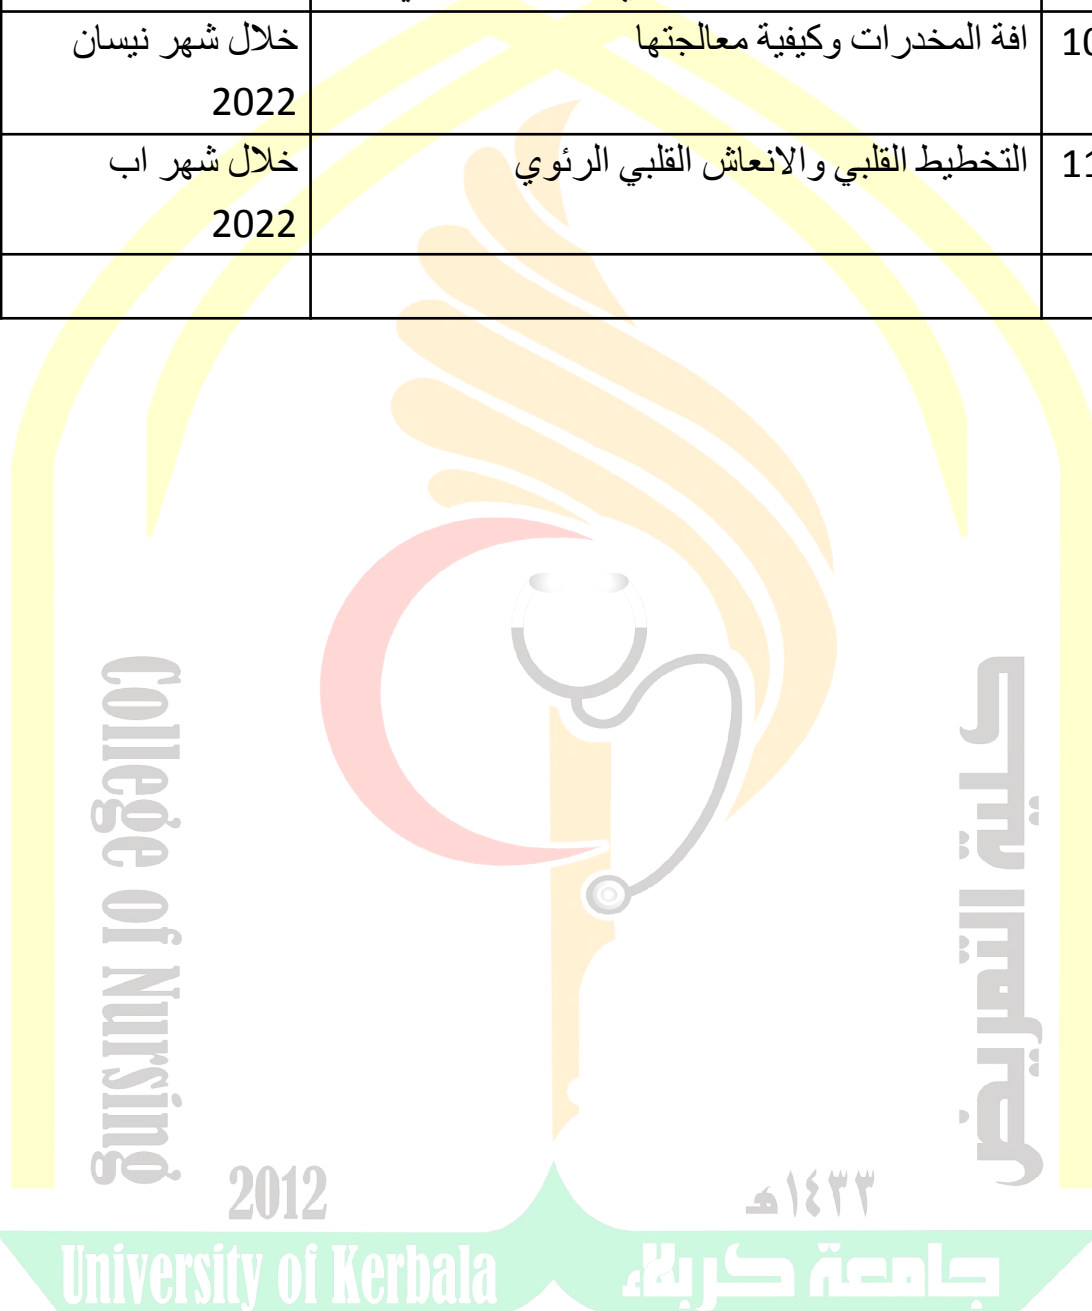 10 افة المخدرات وكيفية معالجتها خلال شهر نيسان
2022
11 التخطيط القلبي والانعاش القلبي الرئوي خلال شهر اب
2022
College of Nursing
كلية التمريض
2012
١٤٣٣هـ
University of Kerbala
جامعة كربلاء